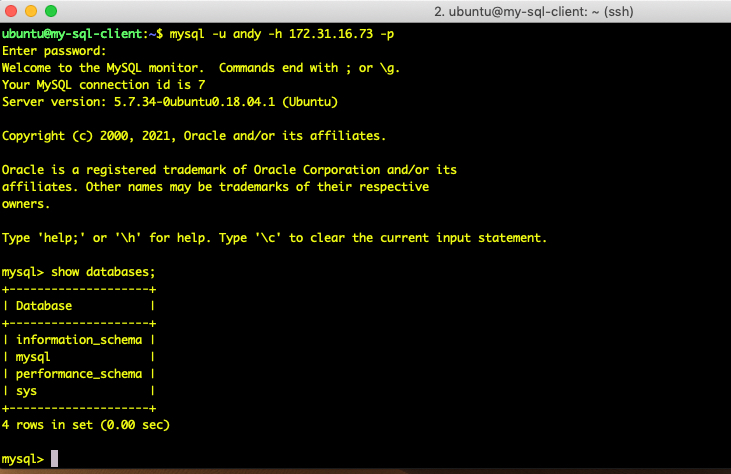 2. ubuntu@my-sql-client: ~ (ssh)
ubuntu@my-sql-client:~$ mysql -u andy -h 172.31.16.73 -p
Enter password:
Welcome to the MySQL monitor.  Commands end with ; or \g.
Your MySQL connection id is 7
Server version: 5.7.34-0ubuntu0.18.04.1 (Ubuntu)

Copyright (c) 2000, 2021, Oracle and/or its affiliates.

Oracle is a registered trademark of Oracle Corporation and/or its
affiliates. Other names may be trademarks of their respective
owners.

Type 'help;' or '\h' for help. Type '\c' to clear the current input statement.

mysql> show databases;
+--------------------+
| Database           |
+--------------------+
| information_schema |
| mysql              |
| performance_schema |
| sys                |
+--------------------+
4 rows in set (0.00 sec)

mysql>